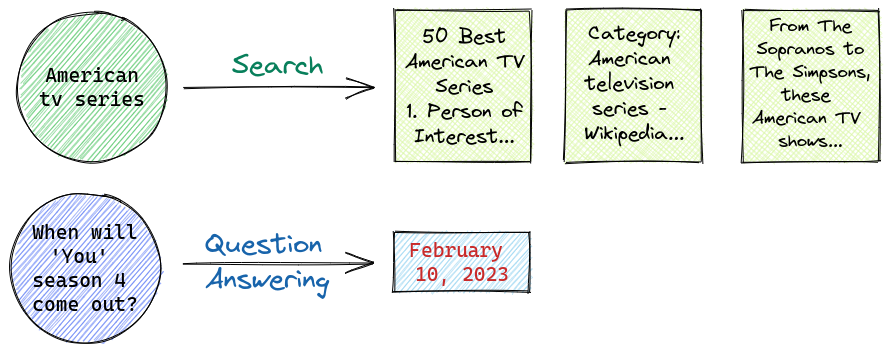 American
tv series
Search
50 Best
American TV
Series
1. Person of
Interest...
Category:
American
television
series -
Wikipedia...
From The
Sopranos to
The Simpsons,
these
American TV
shows...
When will
'You'
season 4
come out?
Question
Answering
February
10, 2023